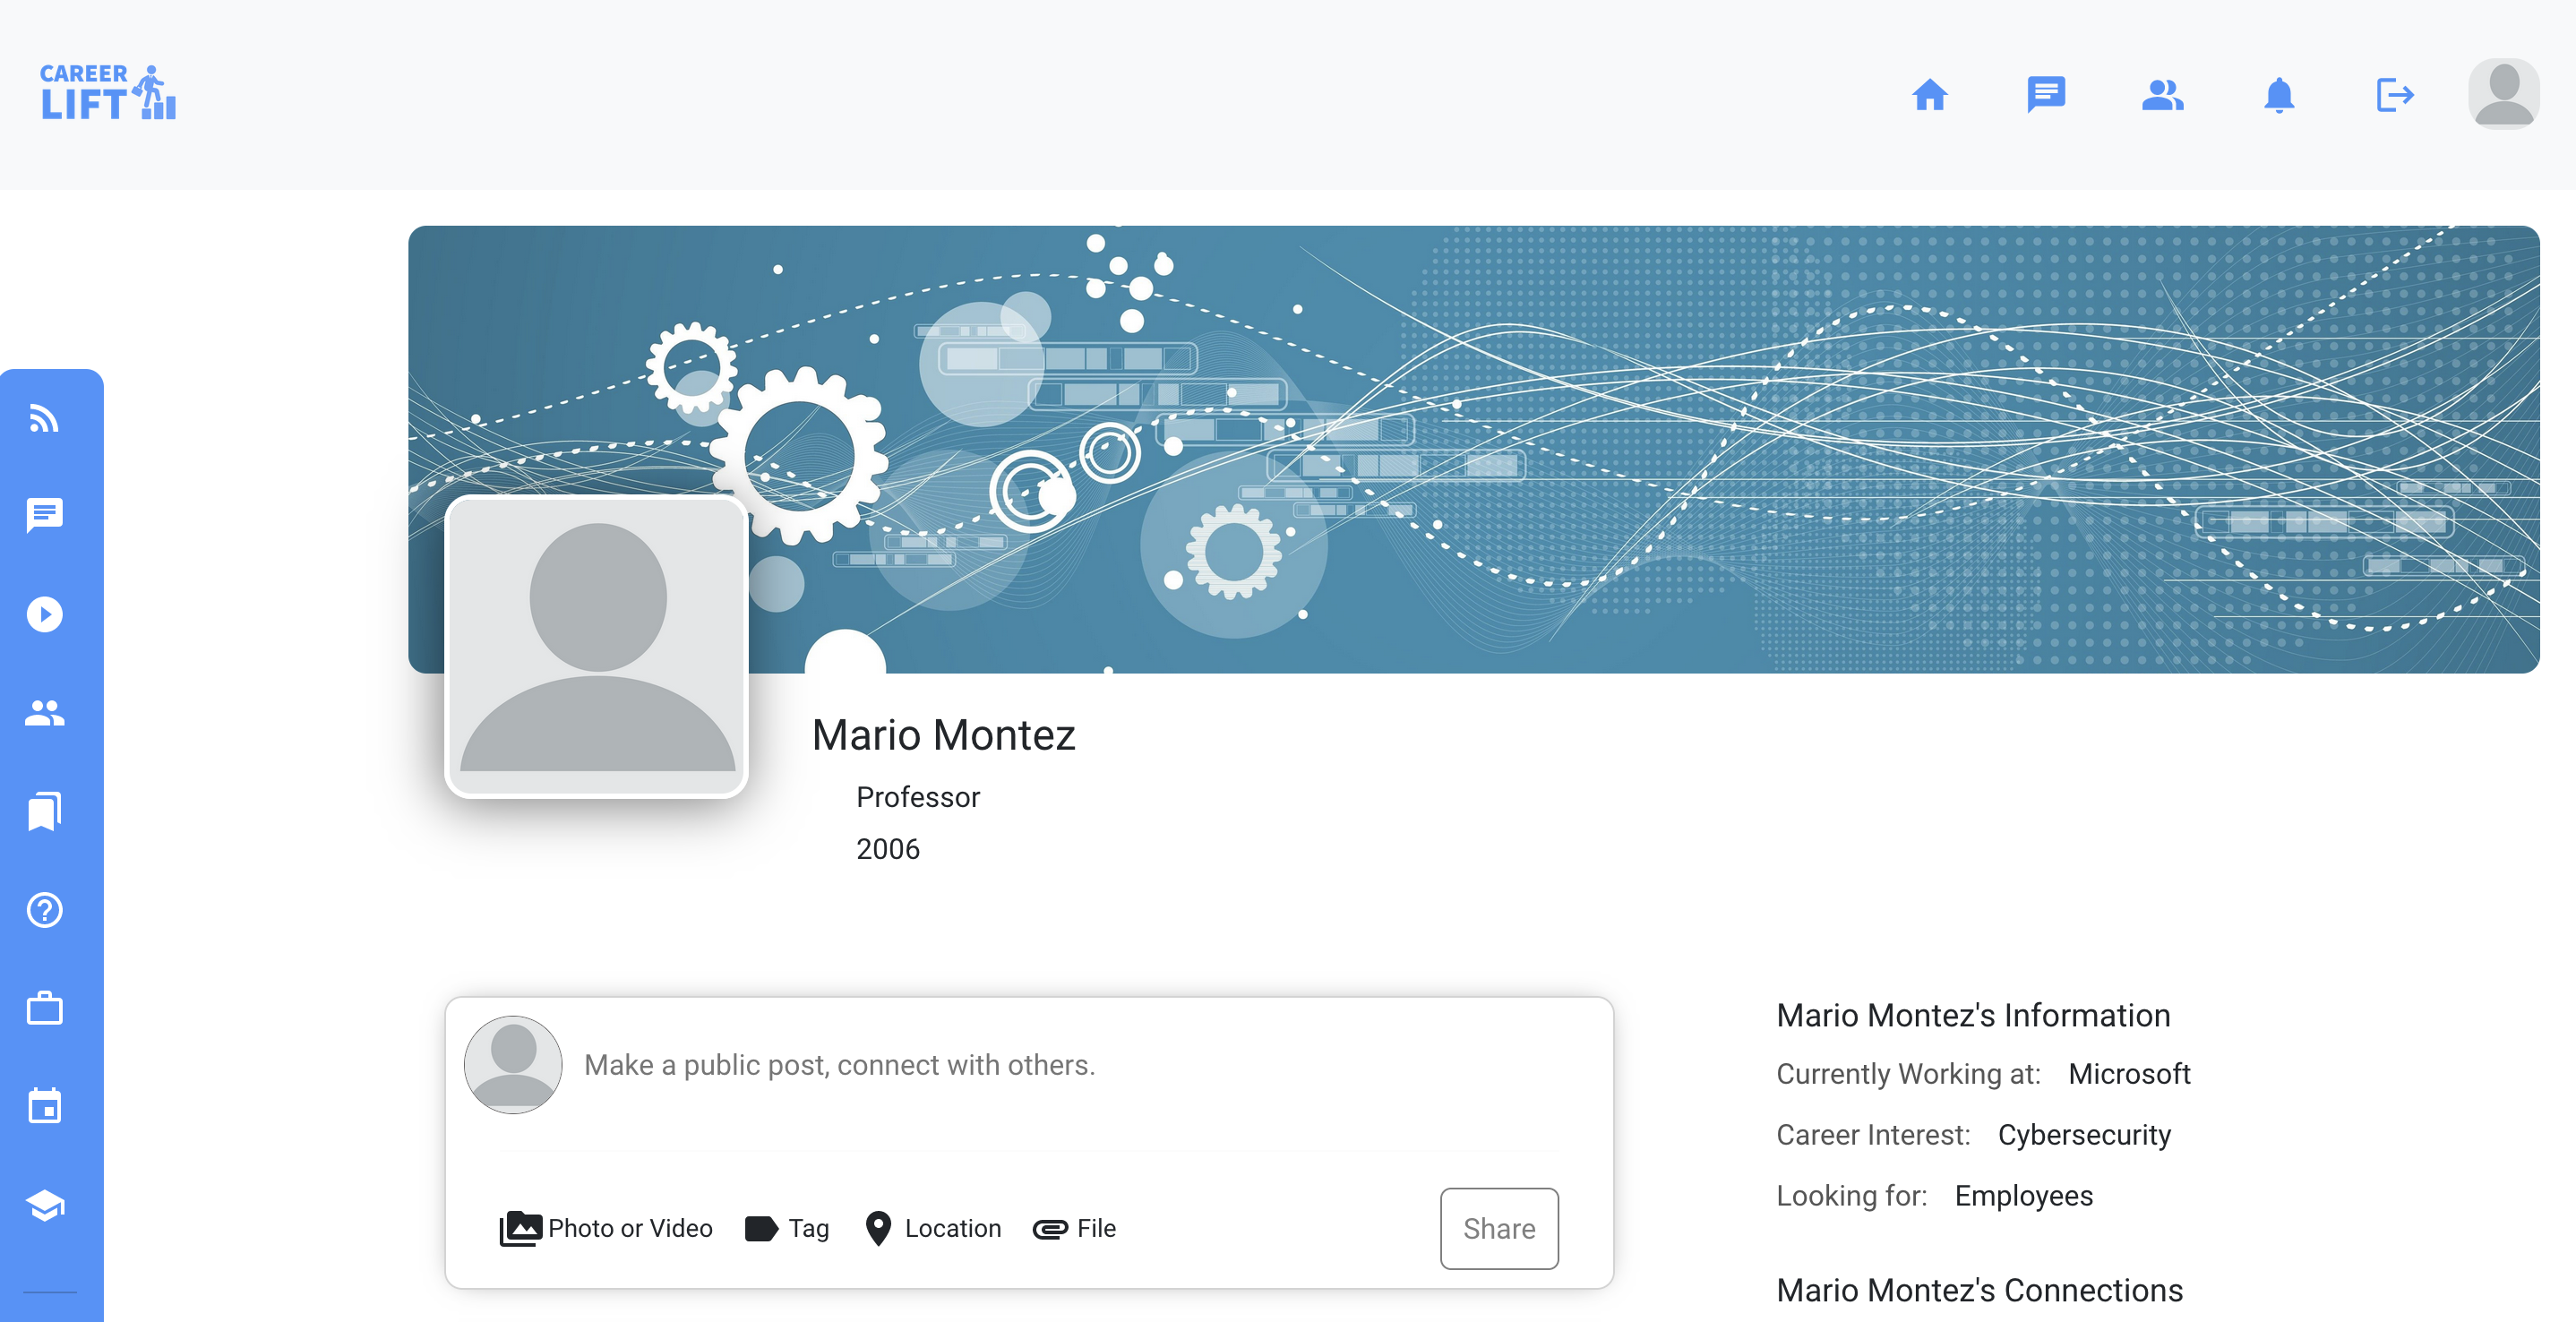 CAREER
LIFT
Mario Montez
Professor
2006
Make a public post, connect with others.
Photo or Video Tag Location File Share
Mario Montez's Information
Currently Working at: Microsoft
Career Interest: Cybersecurity
Looking for: Employees
Mario Montez's Connections